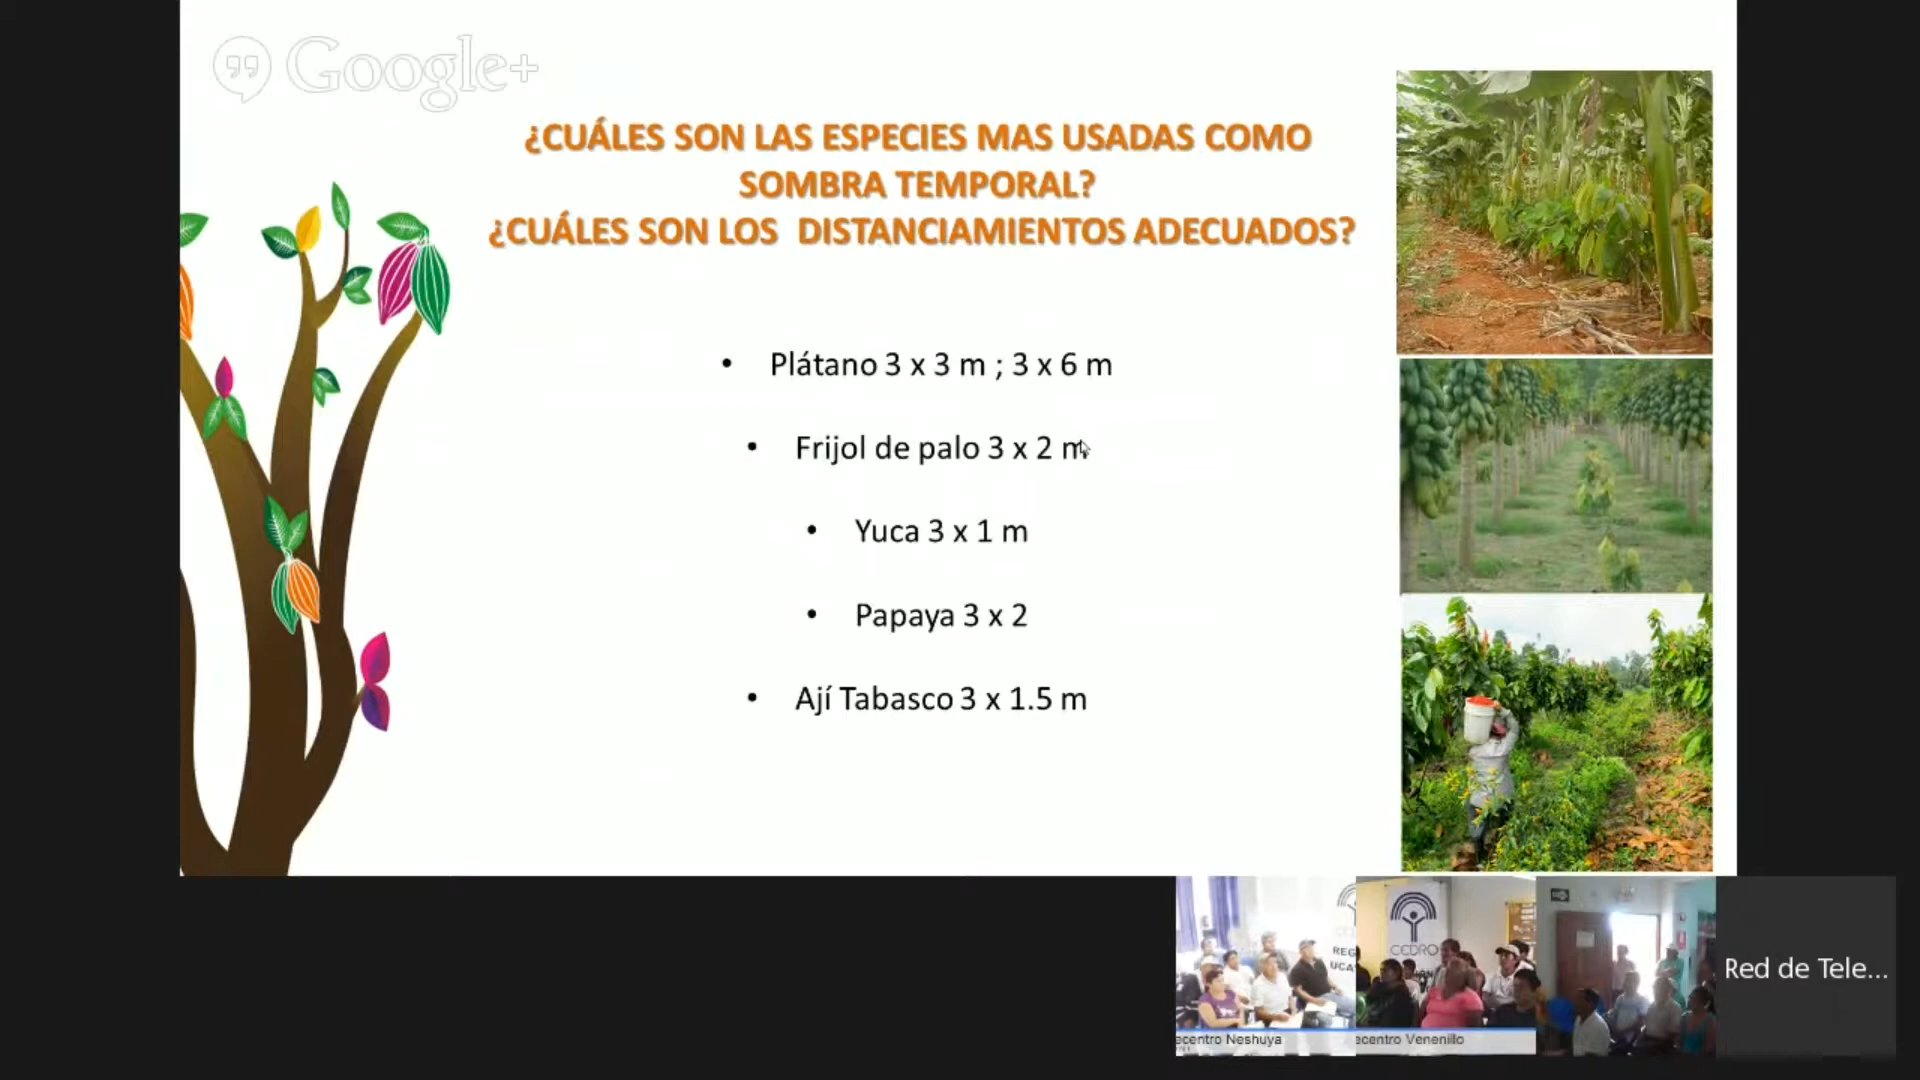 Google+
¿CUÁLES SON LAS ESPECIES MAS USADAS COMO
SOMBRA TEMPORAL?
¿CUÁLES SON LOS DISTANCIAMIENTOS ADECUADOS?
• Plátano 3 x 3 m ; 3 x 6 m
• Frijol de palo 3 x 2 m
• Yuca 3 x 1 m
• Papaya 3 x 2
• Ají Tabasco 3 x 1.5 m
REG
UCA
CEDRO
ecentro Neshuya
ecentro Venenillo
Red de Tele...